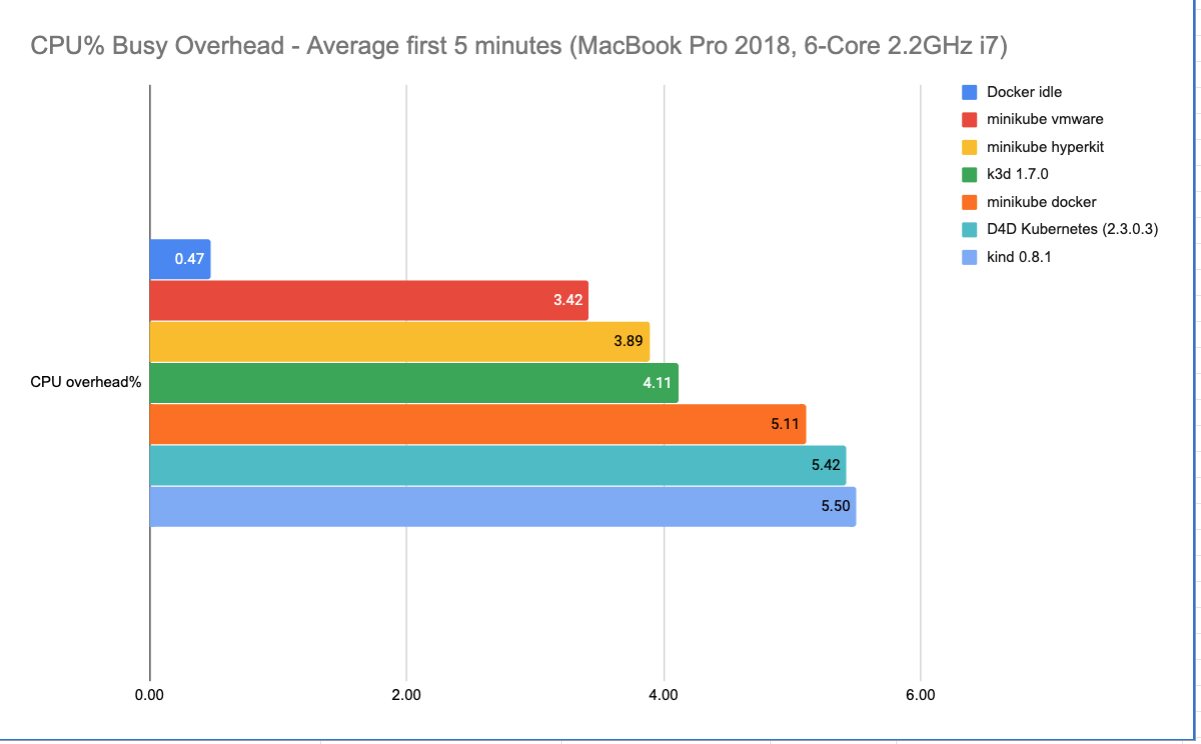 CPU% Busy Overhead - Average first 5 minutes (MacBook Pro 2018, 6-Core 2.2GHz i7)
Docker idle
minikube vmware
minikube hyperkit
k3d 1.7.0
minikube docker
D4D Kubernetes (2.3.0.3)
kind 0.8.1
0.47
3.42
3.89
CPU overhead%
4.11
5.11
5.42
5.50
0.00 2.00 4.00 6.00